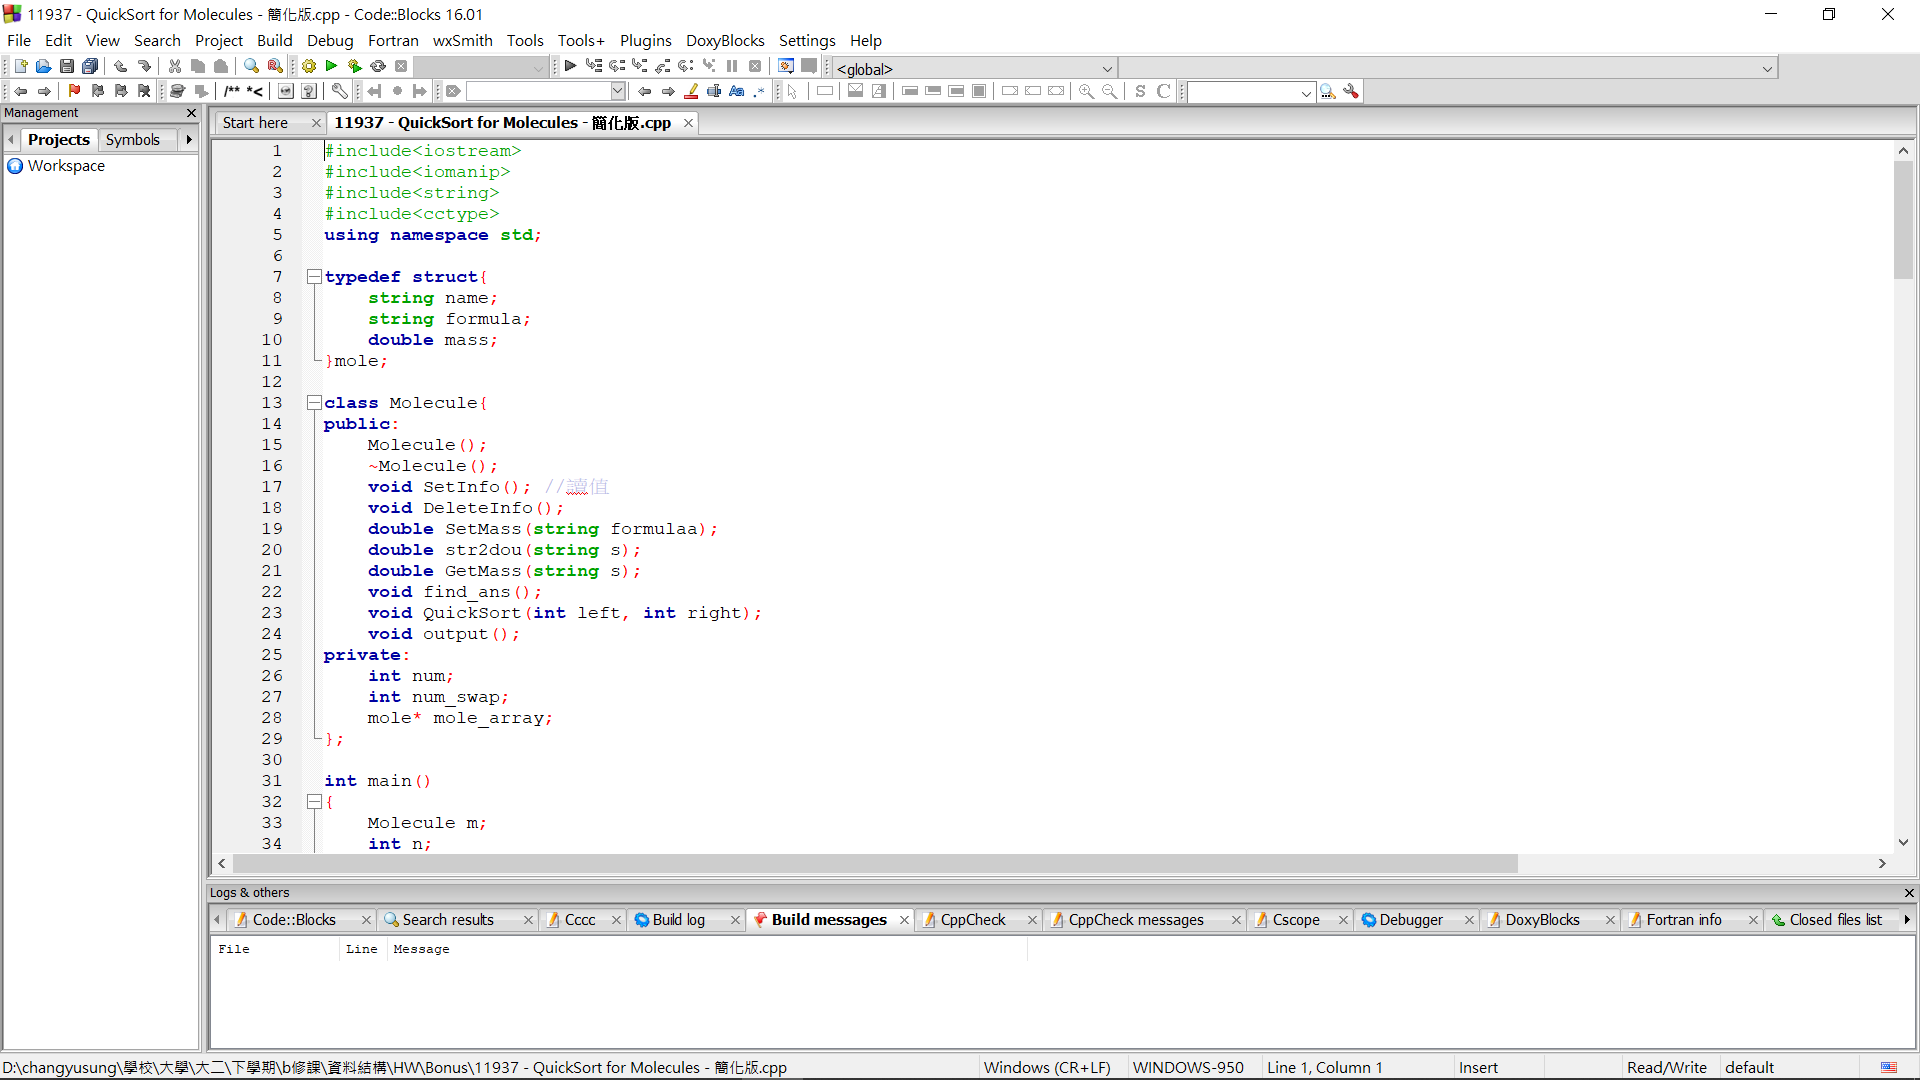 11937 - QuickSort for Molecules - 簡化版.cpp - Code::Blocks 16.01
File Edit View Search Project Build Debug Fortran wxSmith Tools Tools+ Plugins DoxyBlocks Settings Help
<global>
/** *<
S C
Management
Projects Symbols
Workspace
Start here 11937 - QuickSort for Molecules - 簡化版.cpp
1 #include<iostream>
2 #include<iomanip>
3 #include<string>
4 #include<cctype>
5 using namespace std;
6
7 typedef struct{
8 string name;
9 string formula;
10 double mass;
11 }mole;
12
13 class Molecule{
14 public:
15 Molecule();
16 ~Molecule();
17 void SetInfo(); //讀值
18 void DeleteInfo();
19 double SetMass(string formulaa);
20 double str2dou(string s);
21 double GetMass(string s);
22 void find_ans();
23 void QuickSort(int left, int right);
24 void output();
25 private:
26 int num;
27 int num_swap;
28 mole* mole_array;
29 };
30
31 int main()
32 {
33 Molecule m;
34 int n;
Logs & others
Code::Blocks Search results Cccc Build log Build messages CppCheck CppCheck messages Cscope Debugger DoxyBlocks Fortran info Closed files list
File Line Message
D:\changyusung\學校\大學\大二\下學期\b修課\資料結構\HW\Bonus\11937 - QuickSort for Molecules - 簡化版.cpp Windows (CR+LF) WINDOWS-950 Line 1, Column 1 Insert Read/Write default